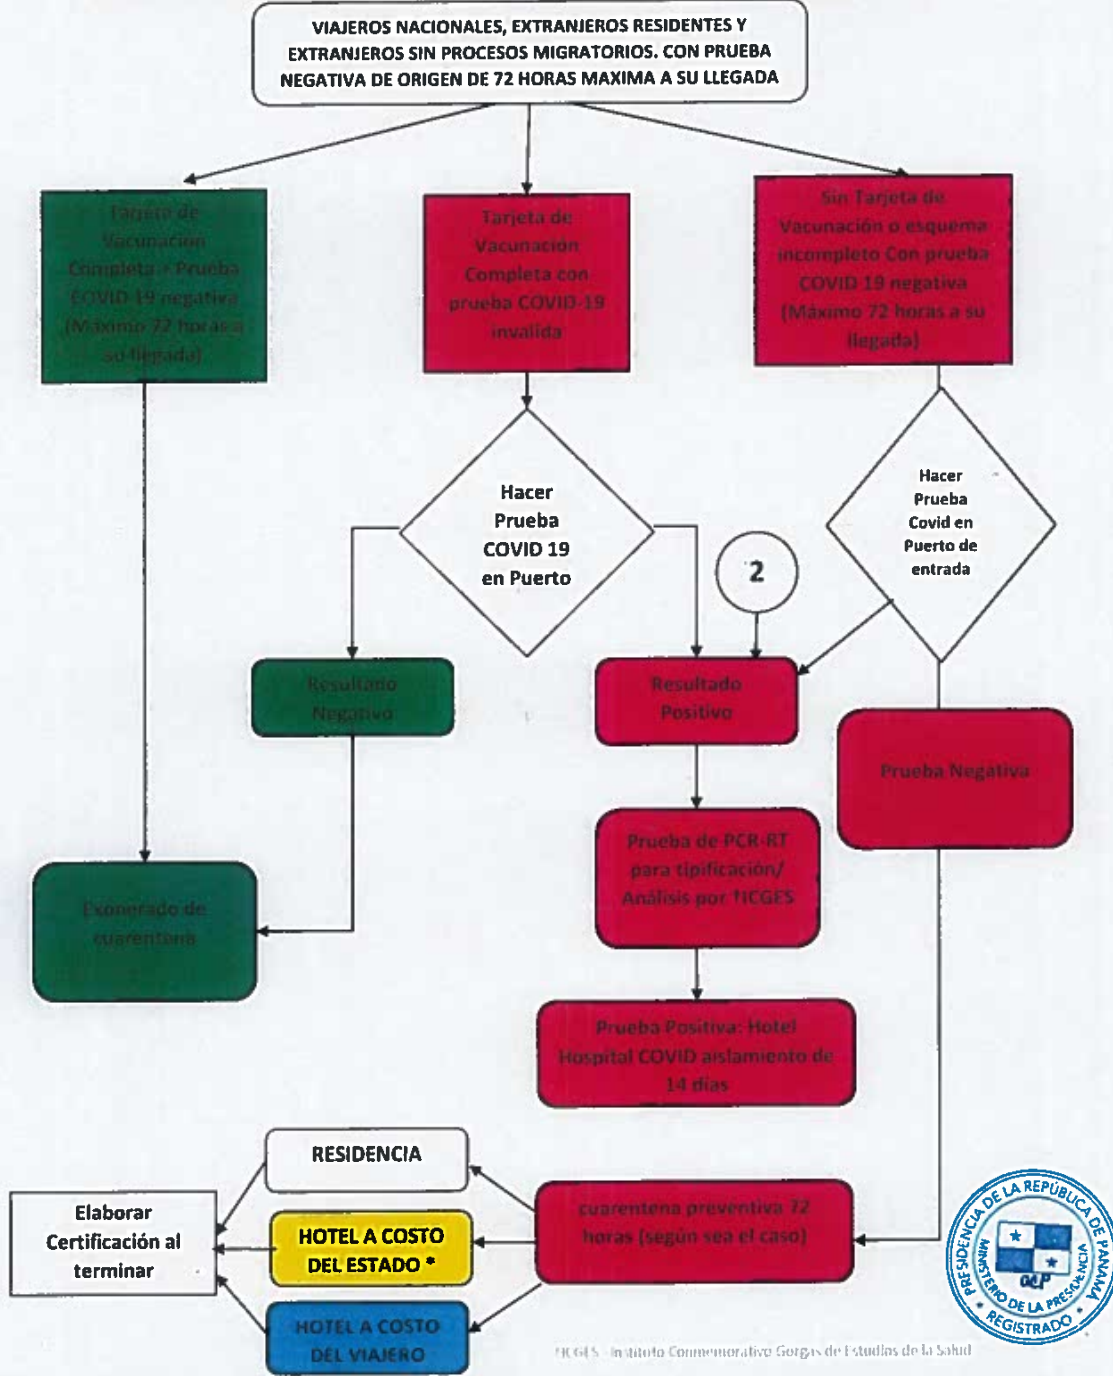 VIAJEROS NACIONALES, EXTRANJEROS RESIDENTES Y
EXTRANJEROS SIN PROCESOS MIGRATORIOS. CON PRUEBA
NEGATIVA DE ORIGEN DE 72 HORAS MAXIMA A SU LLEGADA
Tarjeta de
Vacunación
Completa + Prueba
COVID 19 negativa
(Máximo 72 horas a
su llegada)
Tarjeta de
Vacunación
Completa con
prueba COVID-19
invalida
Sin Tarjeta de
Vacunación o esquema
incompleto Con prueba
COVID 19 negativa
(Máximo 72 horas a su
llegada)
Hacer
Prueba
COVID 19
en Puerto
Hacer
Prueba
Covid en
Puerto de
entrada
2
Resultado
Negativo
Resultado
Positivo
Prueba Negativa
Prueba de PCR-RT
para tipificación/
Análisis por †ICGES
Exonerado de
cuarentena
Prueba Positiva: Hotel
Hospital COVID aislamiento de
14 días
RESIDENCIA
cuarentena preventiva 72
horas (según sea el caso)
Elaborar
Certificación al
terminar
HOTEL A COSTO
DEL ESTADO *
HOTEL A COSTO
DEL VIAJERO
†ICGES - Instituto Conmemorativo Gorgas de Estudios de la Salud
PRESIDENCIA DE LA REPÚBLICA DE PANAMÁ
MINISTERIO DE LA PRESIDENCIA
REGISTRADO